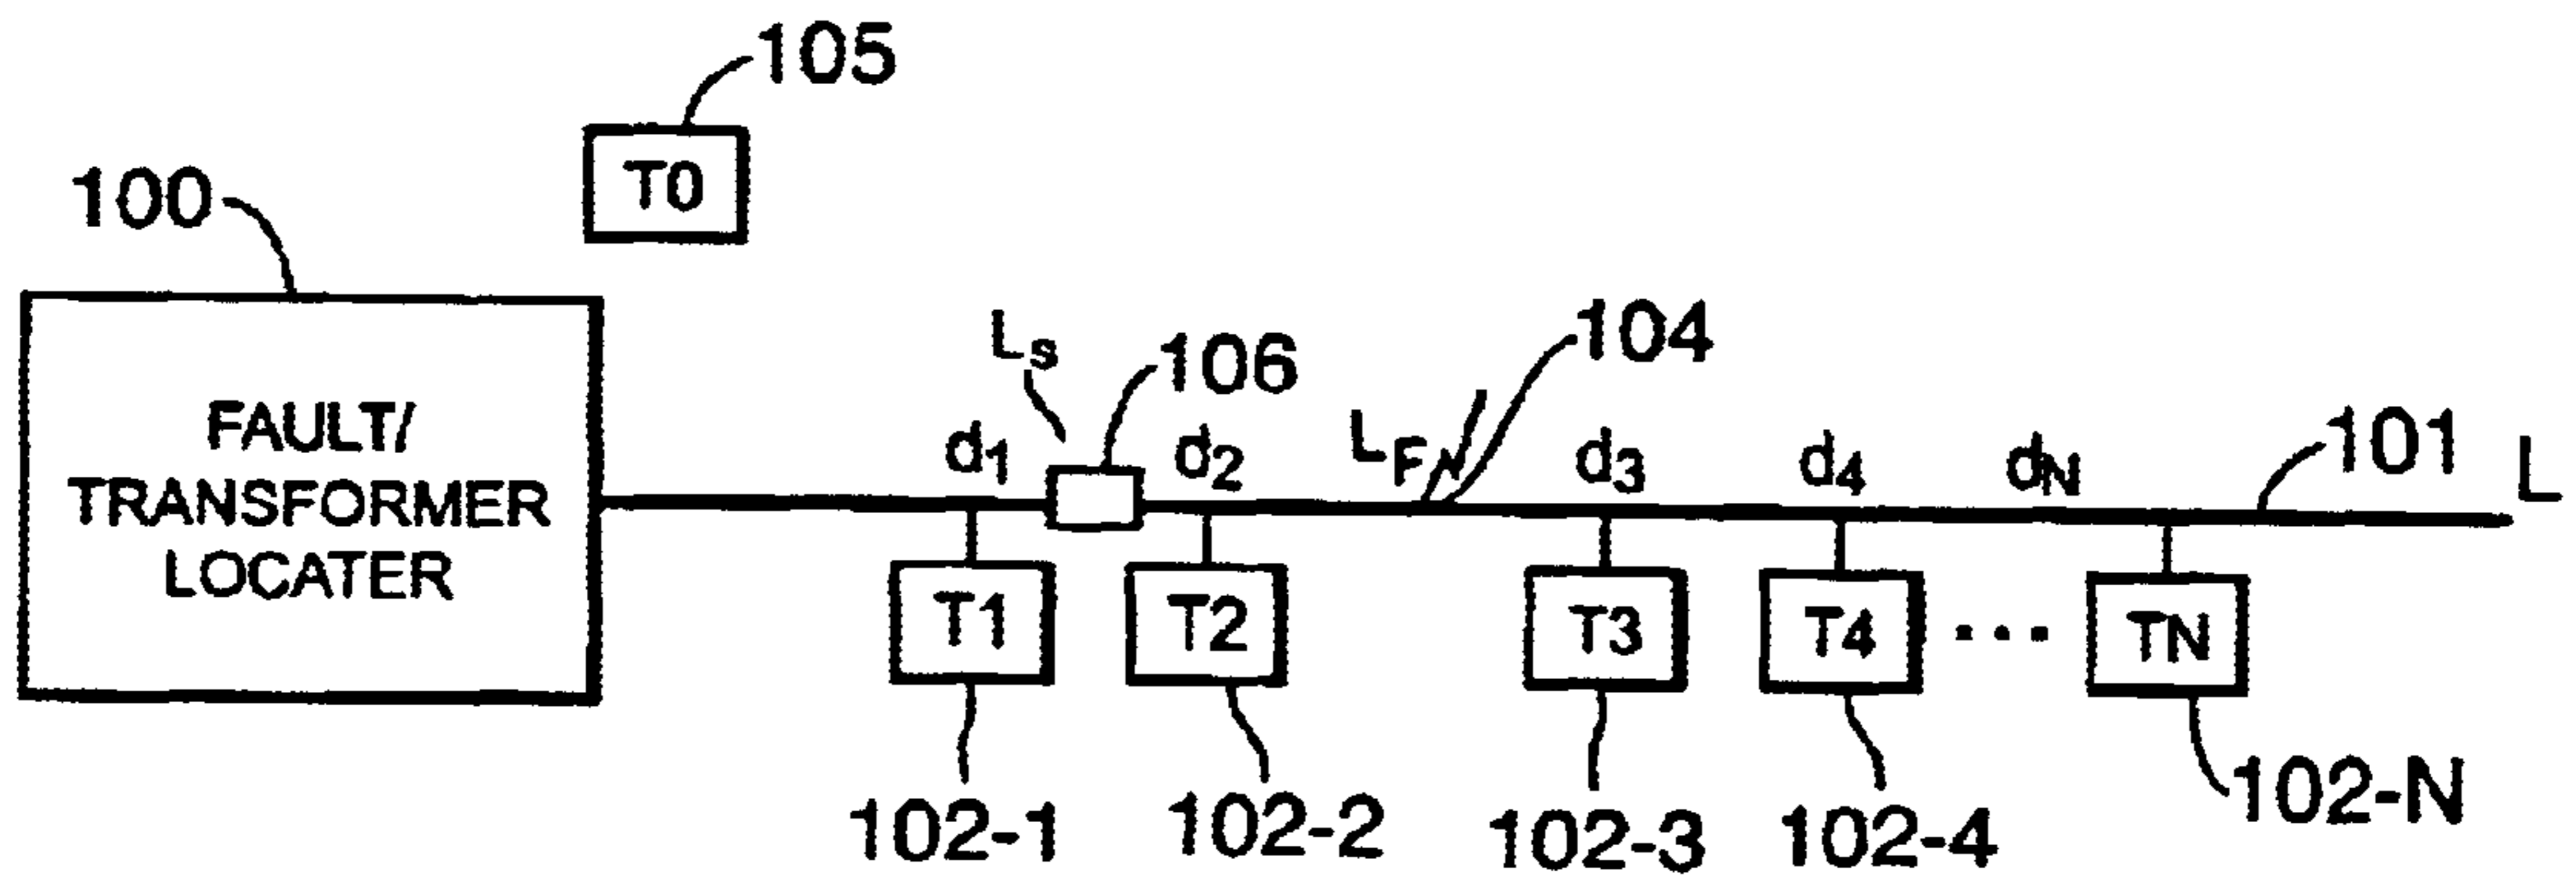 105
T0
100
Ls
106
104
FAULT/
TRANSFORMER
LOCATER
d1
d2
LF
d3
d4
dN
101
L
T1
T2
T3
T4
...
TN
102-1
102-2
102-3
102-4
102-N